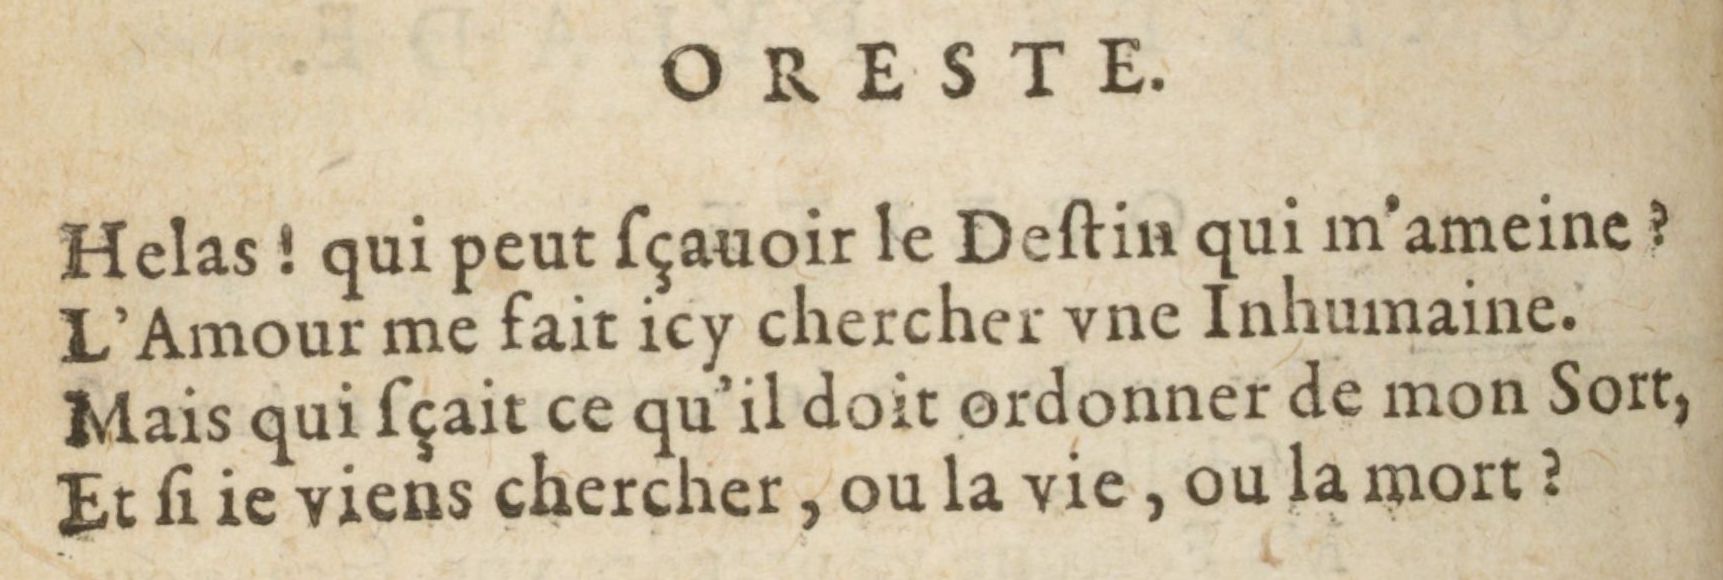 ORESTE.
Helas ! qui peut ſçauoir le Deſtin qui m'ameine ?
L'Amour me fait icy chercher vne Inhumaine.
Mais qui ſçait ce qu'il doit ordonner de mon Sort,
Et ſi ie viens chercher, ou la vie, ou la mort ?